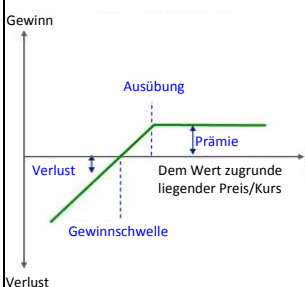 Gewinn
Ausübung
Prämie
Verlust
Dem Wert zugrunde
liegender Preis/Kurs
Gewinnschwelle
Verlust